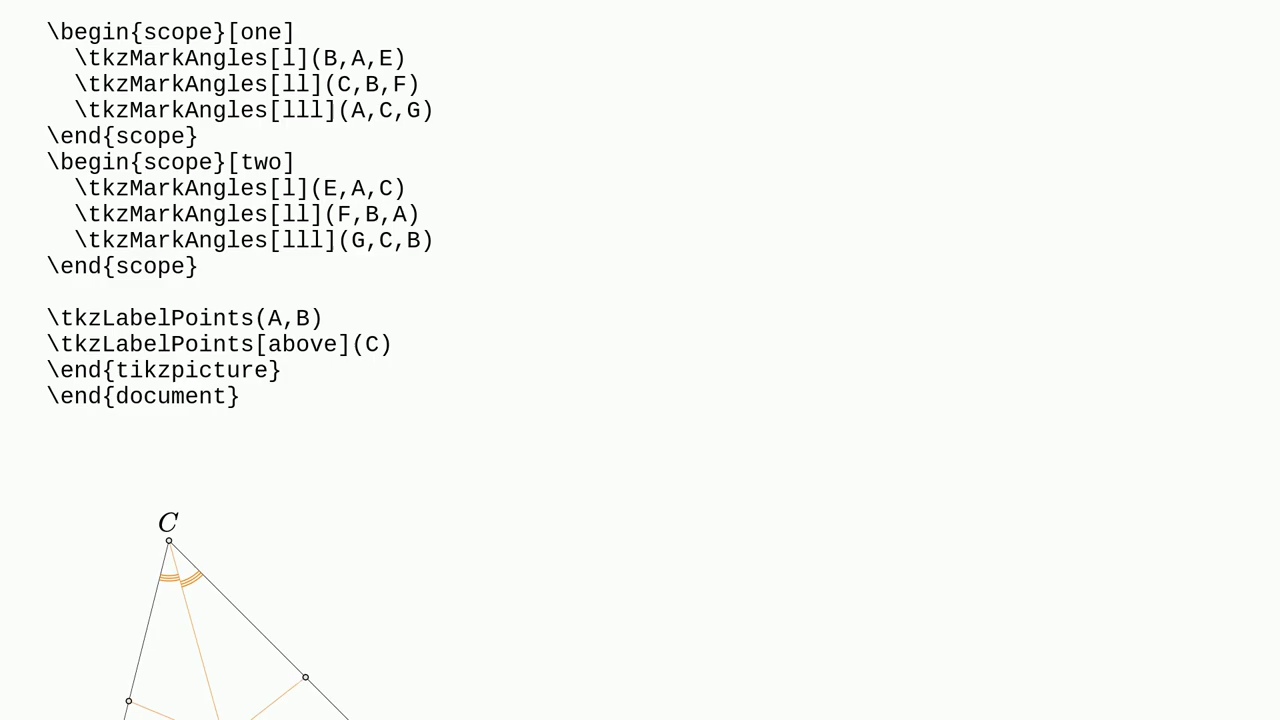 \begin{scope}[one]
  \tkzMarkAngles[l](B,A,E)
  \tkzMarkAngles[ll](C,B,F)
  \tkzMarkAngles[lll](A,C,G)
\end{scope}
\begin{scope}[two]
  \tkzMarkAngles[l](E,A,C)
  \tkzMarkAngles[ll](F,B,A)
  \tkzMarkAngles[lll](G,C,B)
\end{scope}
\tkzLabelPoints(A,B)
\tkzLabelPoints[above](C)
\end{tikzpicture}
\end{document}
C